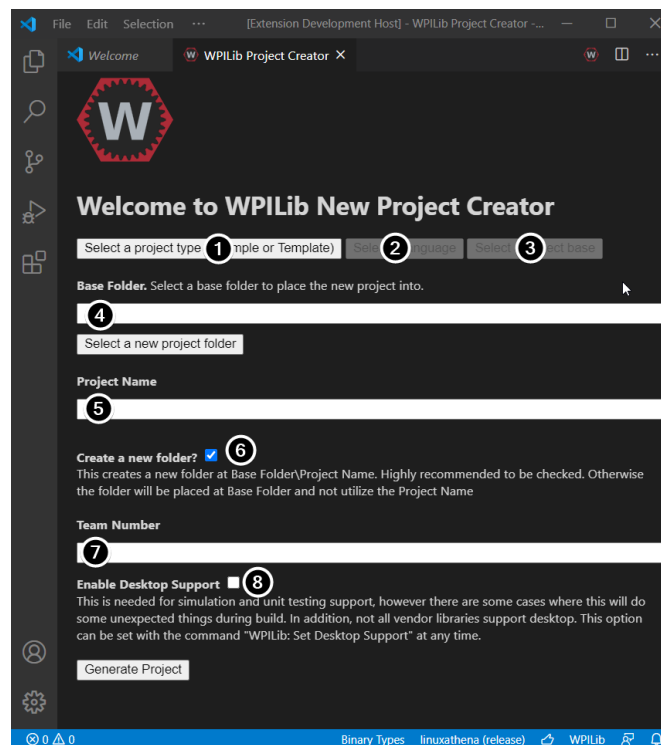 File Edit Selection ··· [Extension Development Host] - WPILib Project Creator -...
Welcome WPILib Project Creator
W
Welcome to WPILib New Project Creator
Select a project type 1 mple or Template) 2 3
Base Folder. Select a base folder to place the new project into.
4
Select a new project folder
Project Name
5
Create a new folder? 6
This creates a new folder at Base Folder\Project Name. Highly recommended to be checked. Otherwise
the folder will be placed at Base Folder and not utilize the Project Name
Team Number
7
Enable Desktop Support 8
This is needed for simulation and unit testing support, however there are some cases where this will do
some unexpected things during build. In addition, not all vendor libraries support desktop. This option
can be set with the command "WPILib: Set Desktop Support" at any time.
Generate Project
0 0 Binary Types linuxathena (release) WPILib